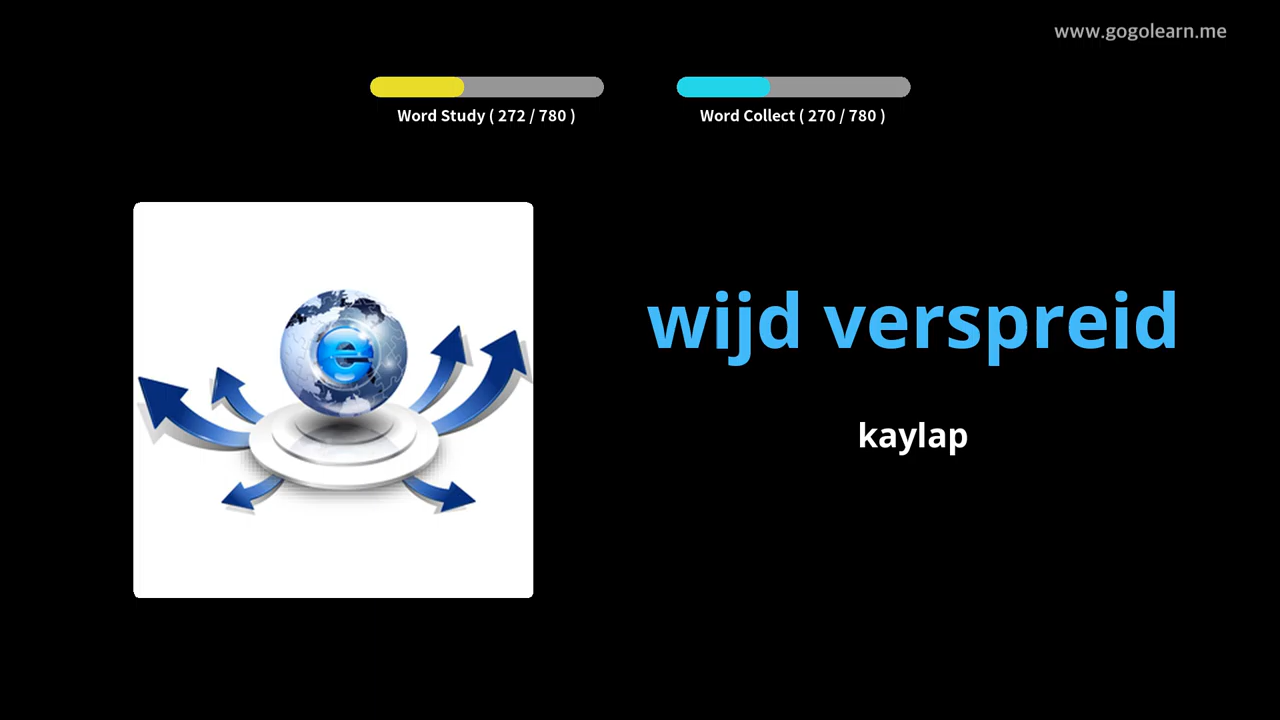 www.gogolearn.me
Word Study ( 272 / 780 )
Word Collect ( 270 / 780 )
e
wijd verspreid
kaylap